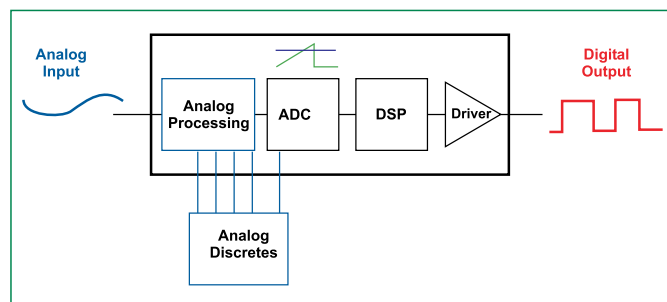 Analog
Input
Analog
Processing
ADC
DSP
Driver
Digital
Output
Analog
Discretes